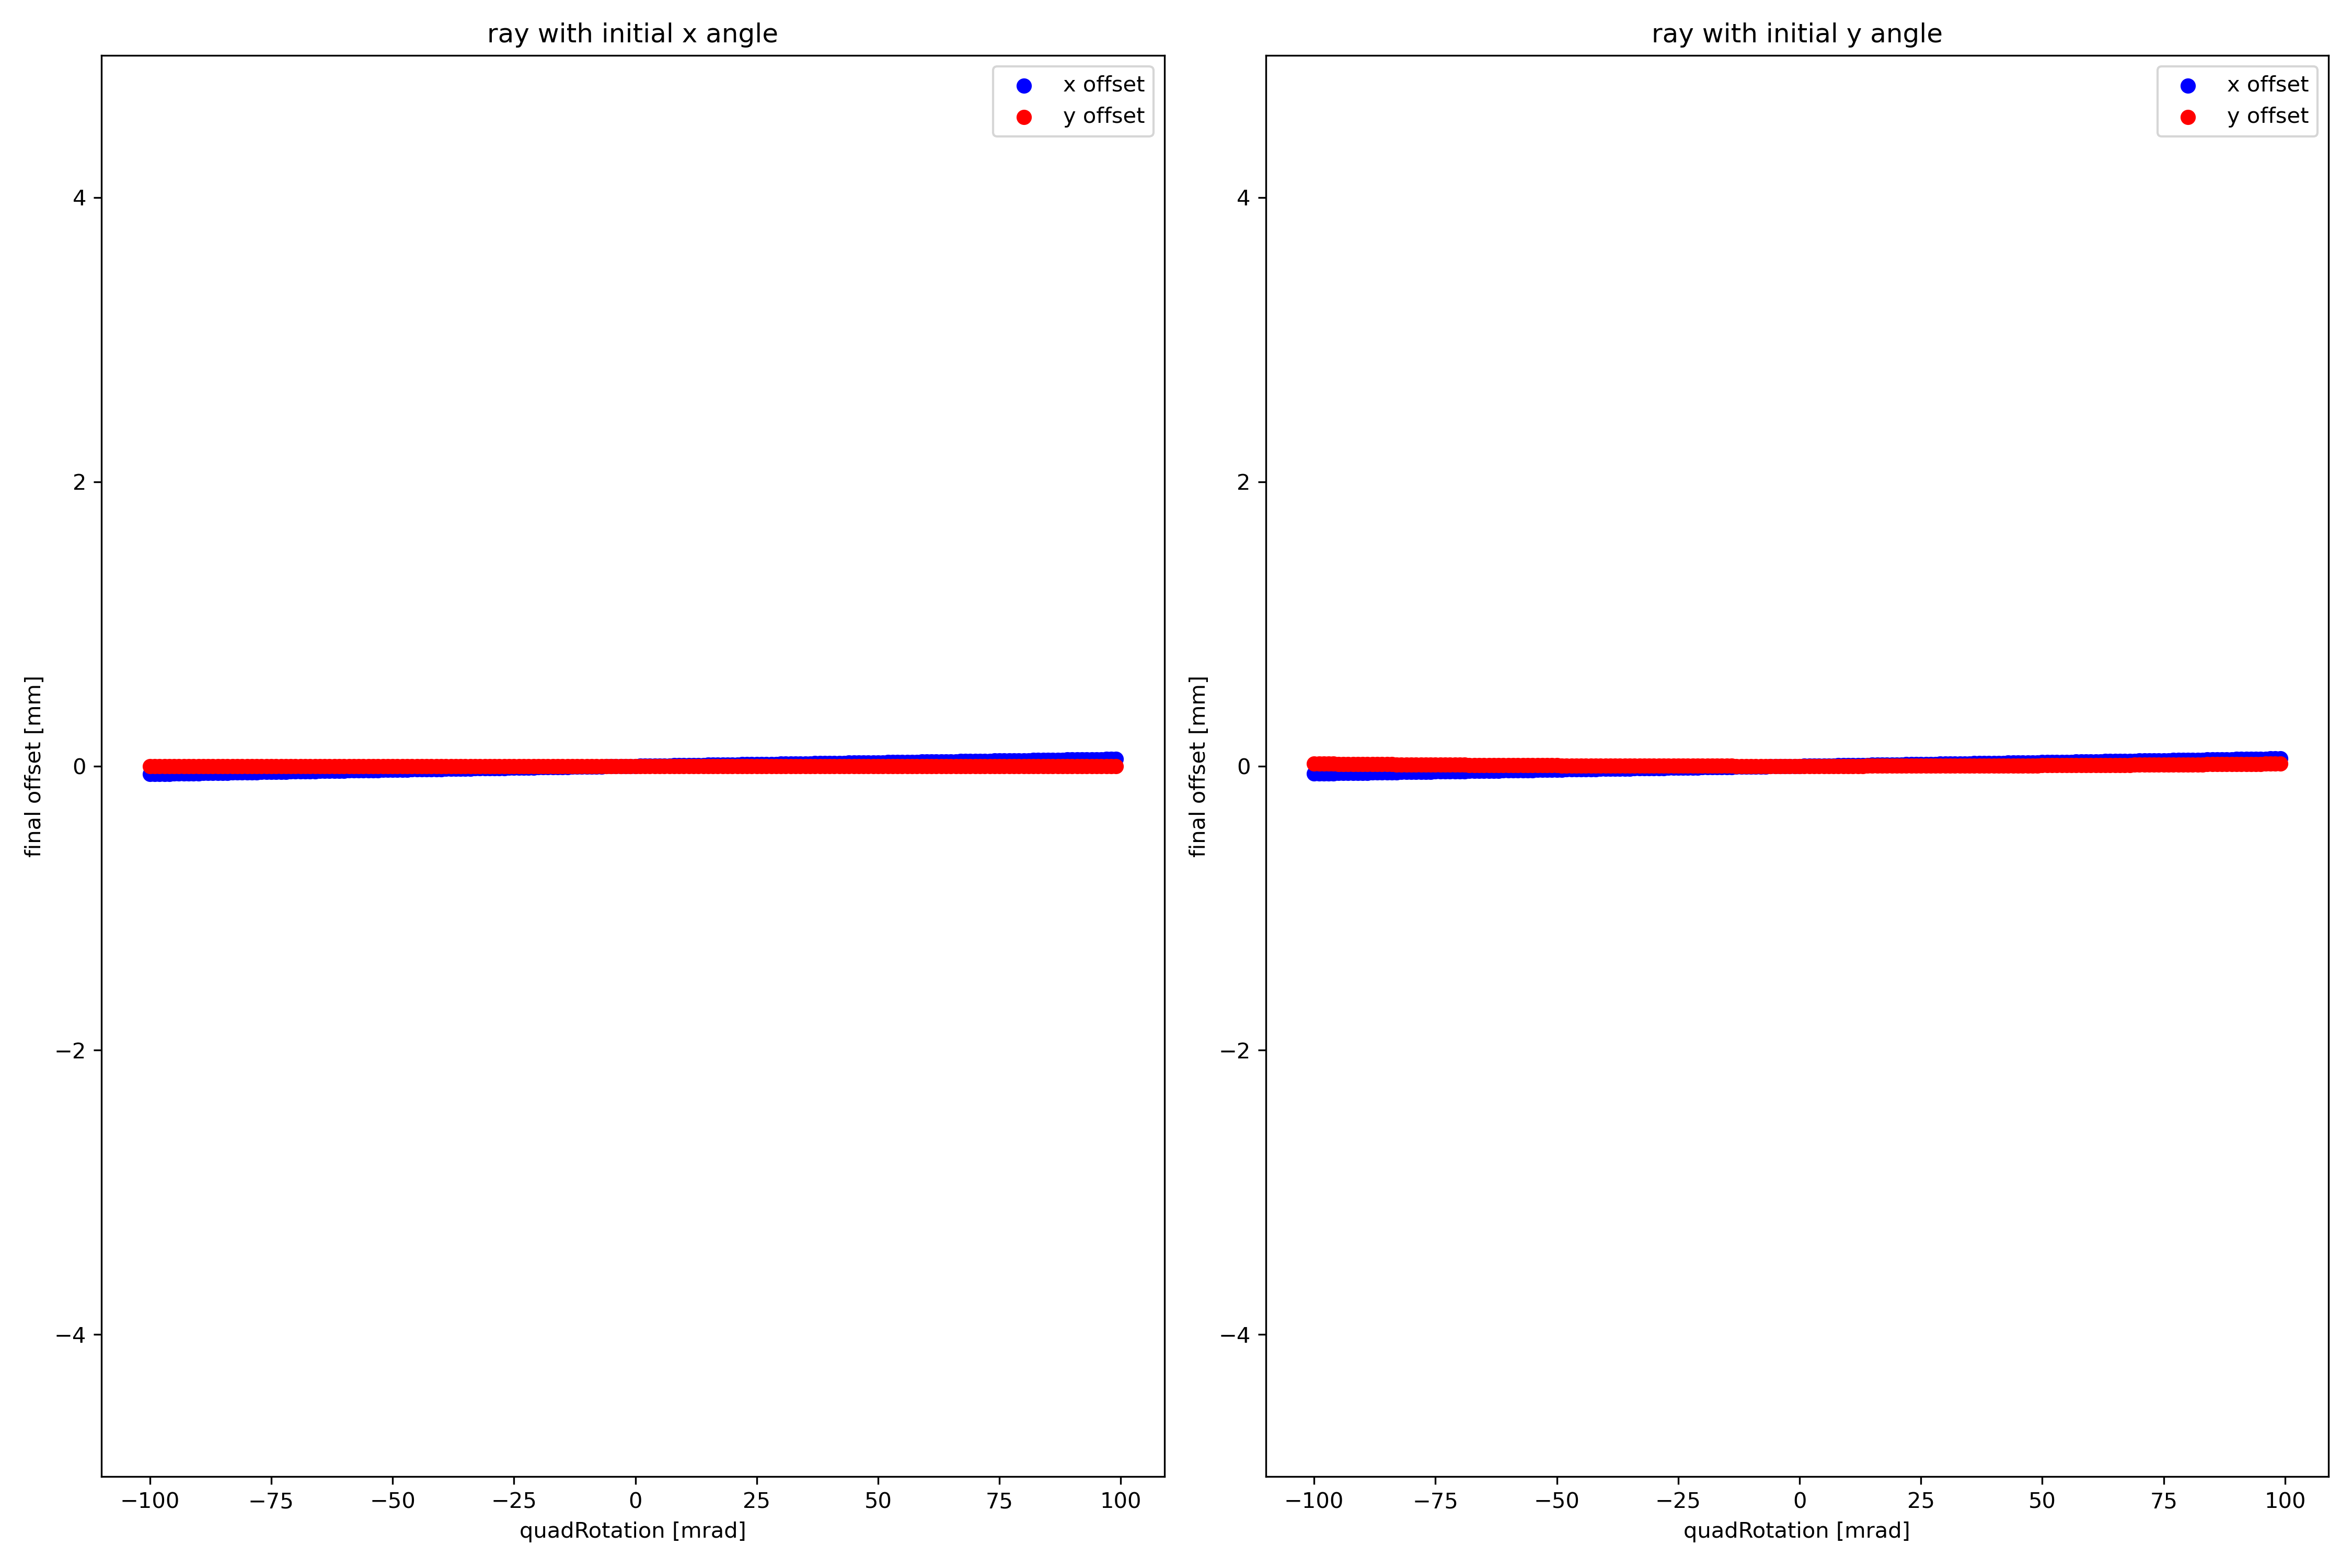 ray with initial x angle
x offset
y offset
4
2
0
−2
−4
final offset [mm]
−100
−75
−50
−25
0
25
50
75
100
quadRotation [mrad]
ray with initial y angle
x offset
y offset
4
2
0
−2
−4
final offset [mm]
−100
−75
−50
−25
0
25
50
75
100
quadRotation [mrad]